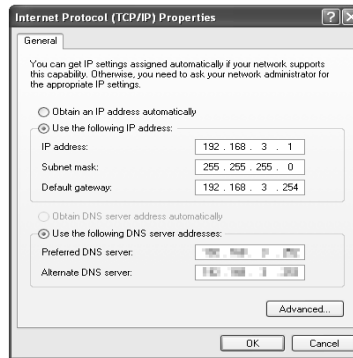 Internet Protocol (TCP/IP) Properties
General
You can get IP settings assigned automatically if your network supports
this capability. Otherwise, you need to ask your network administrator for
the appropriate IP settings.
Obtain an IP address automatically
Use the following IP address:
IP address: 192 . 168 . 3 . 1
Subnet mask: 255 . 255 . 255 . 0
Default gateway: 192 . 168 . 3 . 254
Obtain DNS server address automatically
Use the following DNS server addresses:
Preferred DNS server:
Alternate DNS server:
Advanced...
OK Cancel